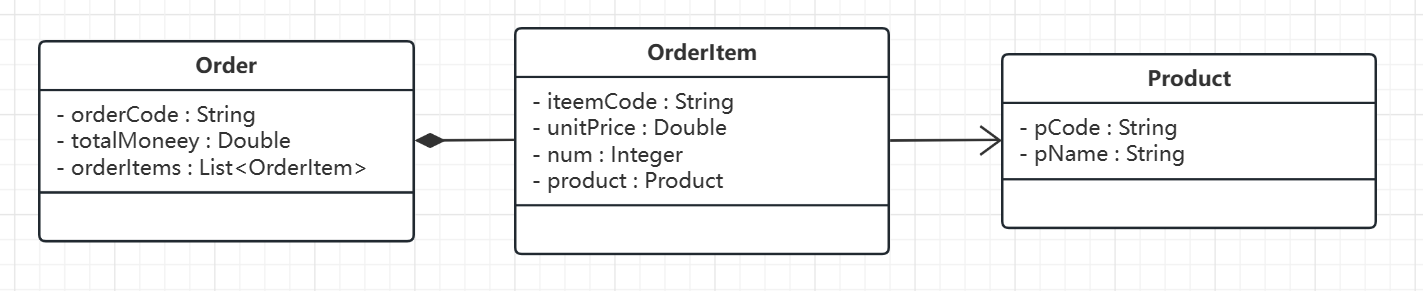 Order
- orderCode : String
- totalMoneey : Double
- orderItems : List<OrderItem>
OrderItem
- iteemCode : String
- unitPrice : Double
- num : Integer
- product : Product
Product
- pCode : String
- pName : String